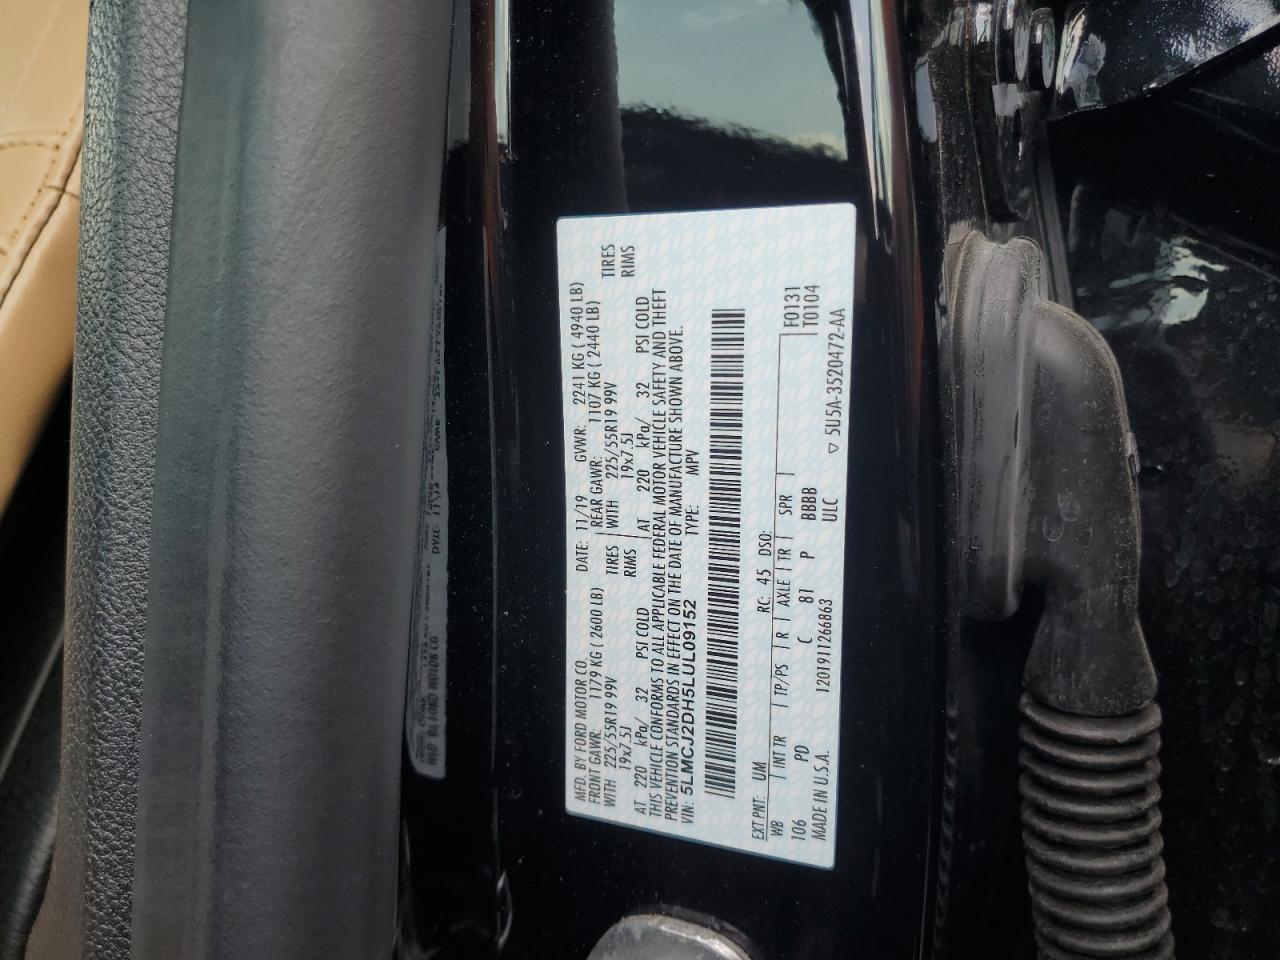 MFD. BY FORD MOTOR CO. DATE: 11/19 GVWR: 2241 KG ( 4940 LB)
FRONT GAWR: 1179 KG ( 2600 LB) REAR GAWR: 1107 KG ( 2440 LB)
WITH 225/55R19 99V TIRES WITH 225/55R19 99V TIRES
19x7.5J RIMS 19x7.5J RIMS
AT 220 kPa/ 32 PSI COLD AT 220 kPa/ 32 PSI COLD
THIS VEHICLE CONFORMS TO ALL APPLICABLE FEDERAL MOTOR VEHICLE SAFETY AND THEFT
PREVENTION STANDARDS IN EFFECT ON THE DATE OF MANUFACTURE SHOWN ABOVE.
VIN: 5LMCJ2DH5LUL09152 TYPE: MPV
EXT PNT: UM RC: 45 DSO:
WB INT TR TP/PS R AXLE TR SPR F0131
106 PD C 81 P BBBB T0104
MADE IN U.S.A. 1201911266863 ULC ▽ 5U5A-3520472-AA